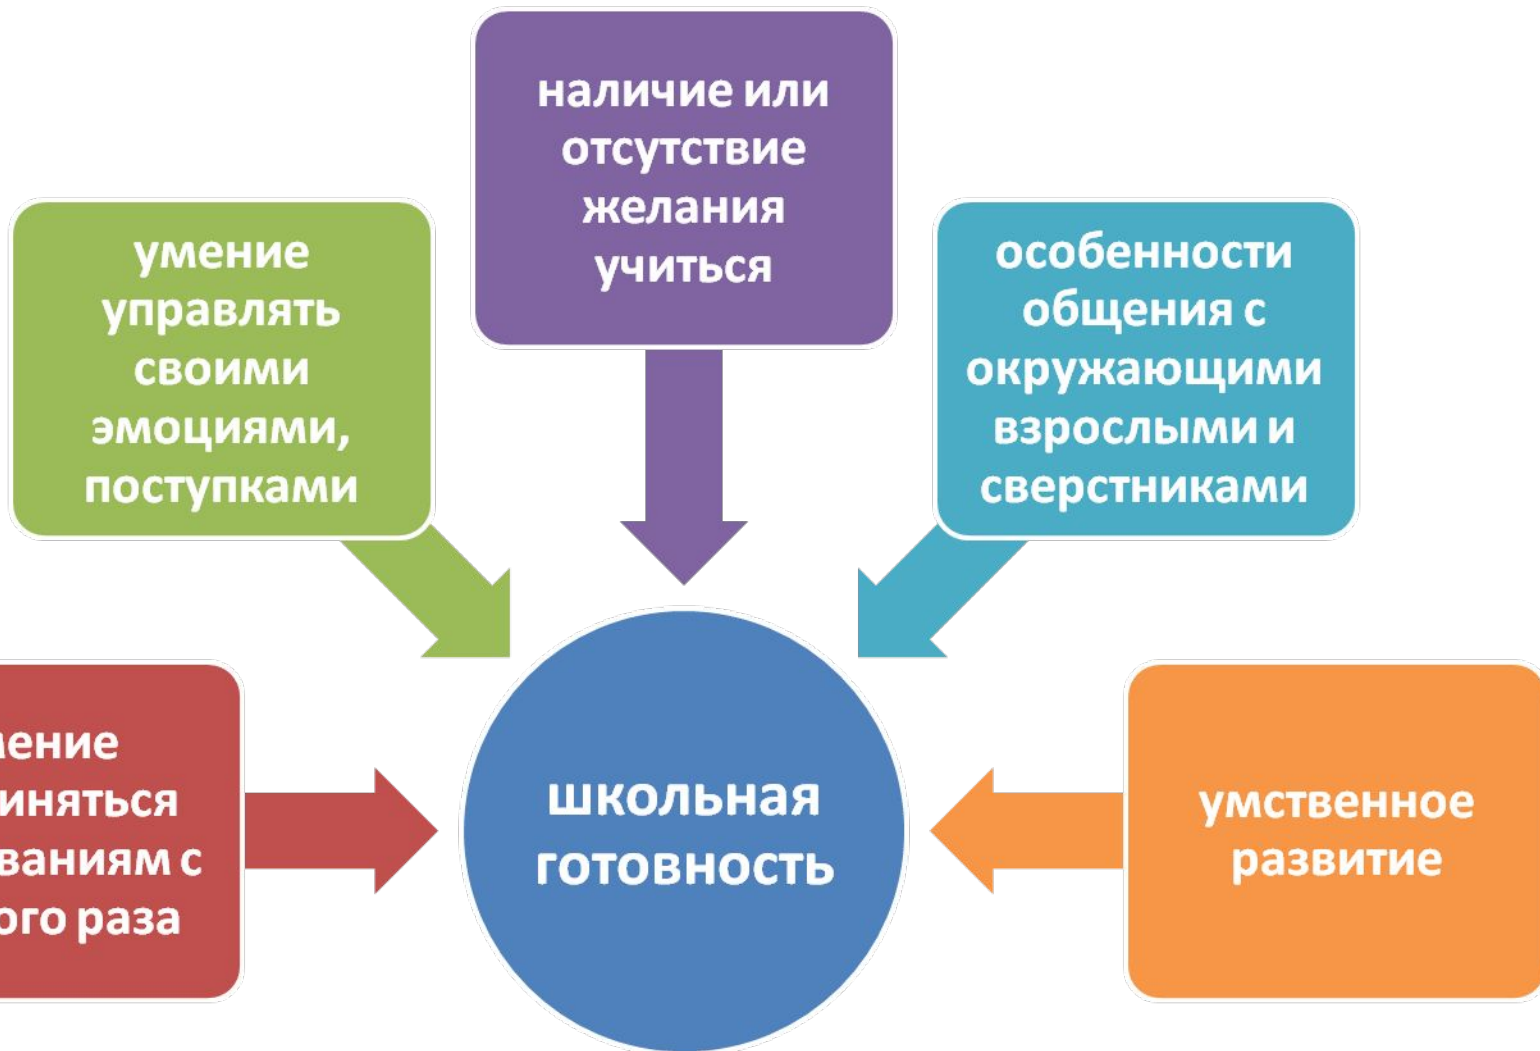 наличие или
отсутствие
желания
учиться
умение
управлять
своими
эмоциями,
поступками
особенности
общения с
окружающими
взрослыми и
сверстниками
с
раза
школьная
готовность
умственное
развитие